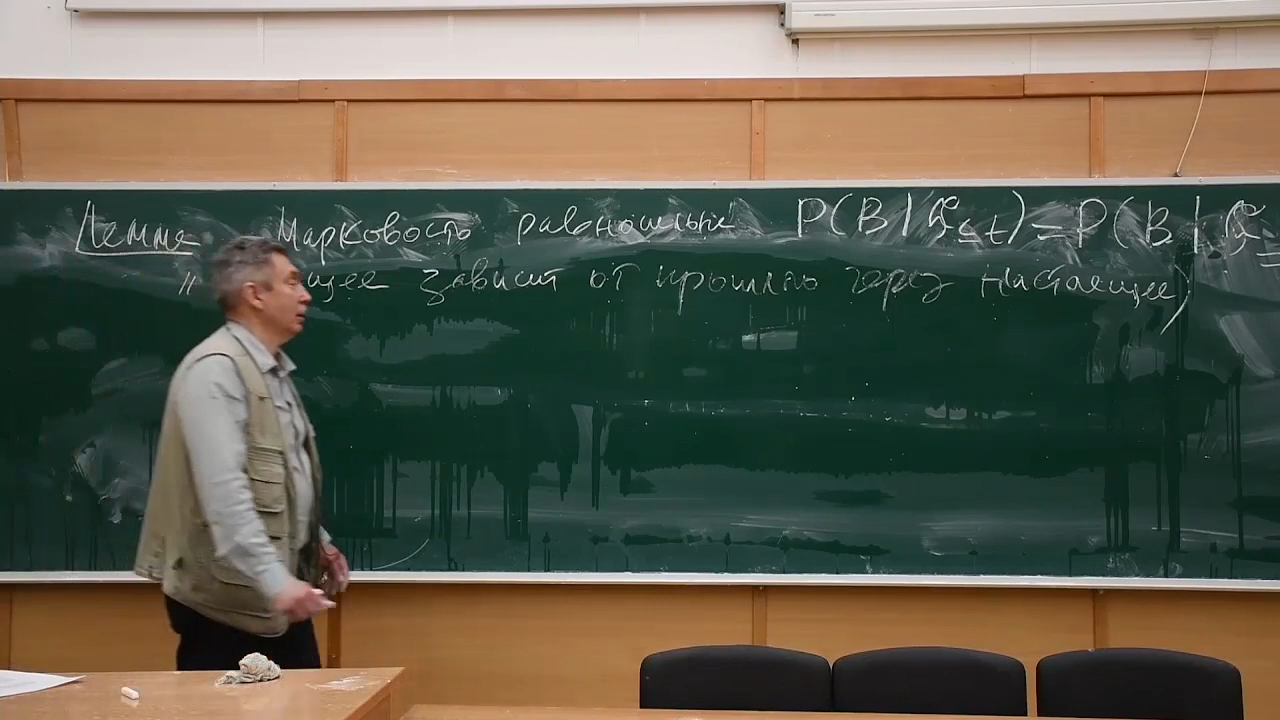 Лемма - Марковость равносильна P(B | F≤t) = P(B | F=
зависит от прошлого через настоящее)